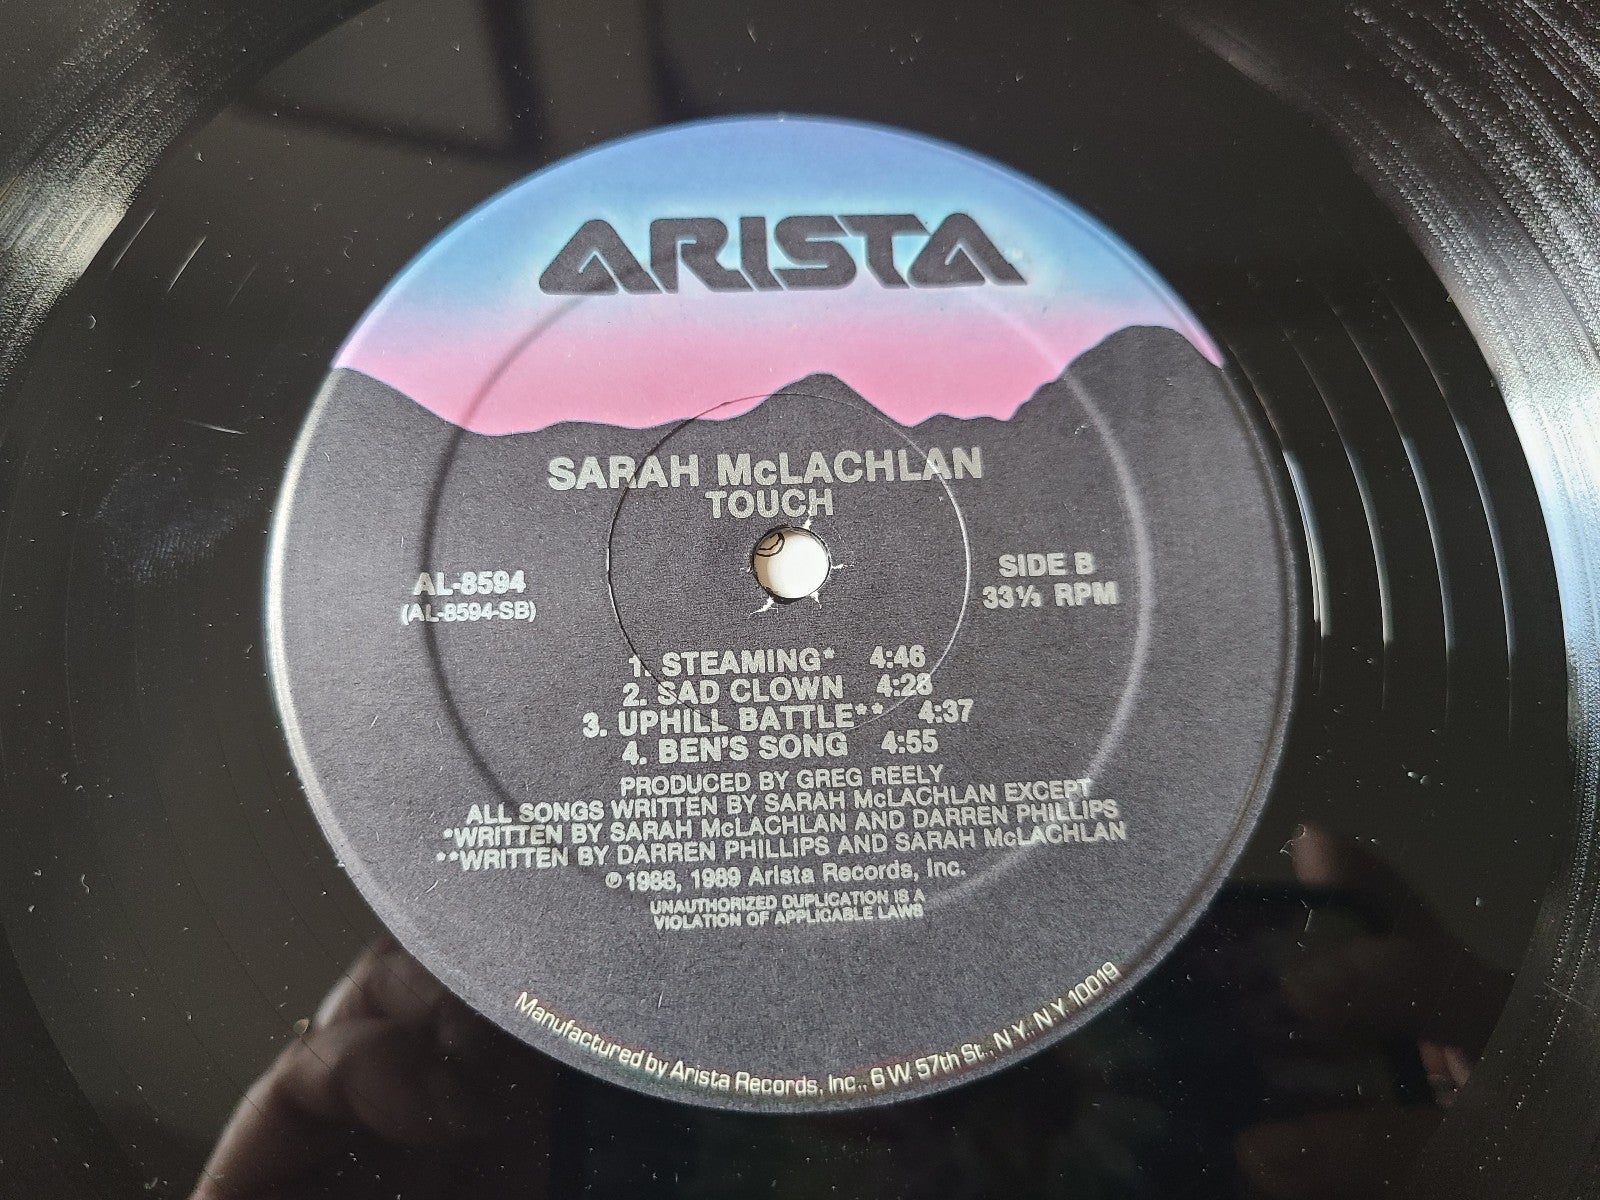 ARISTA
SARAH McLACHLAN
TOUCH
AL-8594
(AL-8594-SB)
SIDE B
33⅓ RPM
1. STEAMING* 4:46
2. SAD CLOWN 4:28
3. UPHILL BATTLE** 4:37
4. BEN'S SONG 4:55
PRODUCED BY GREG REELY
ALL SONGS WRITTEN BY SARAH McLACHLAN EXCEPT
*WRITTEN BY SARAH McLACHLAN AND DARREN PHILLIPS
**WRITTEN BY DARREN PHILLIPS AND SARAH McLACHLAN
℗1988, 1989 Arista Records, Inc.
UNAUTHORIZED DUPLICATION IS A
VIOLATION OF APPLICABLE LAWS
Manufactured by Arista Records, Inc., 6 W. 57th St., N.Y., N.Y. 10019